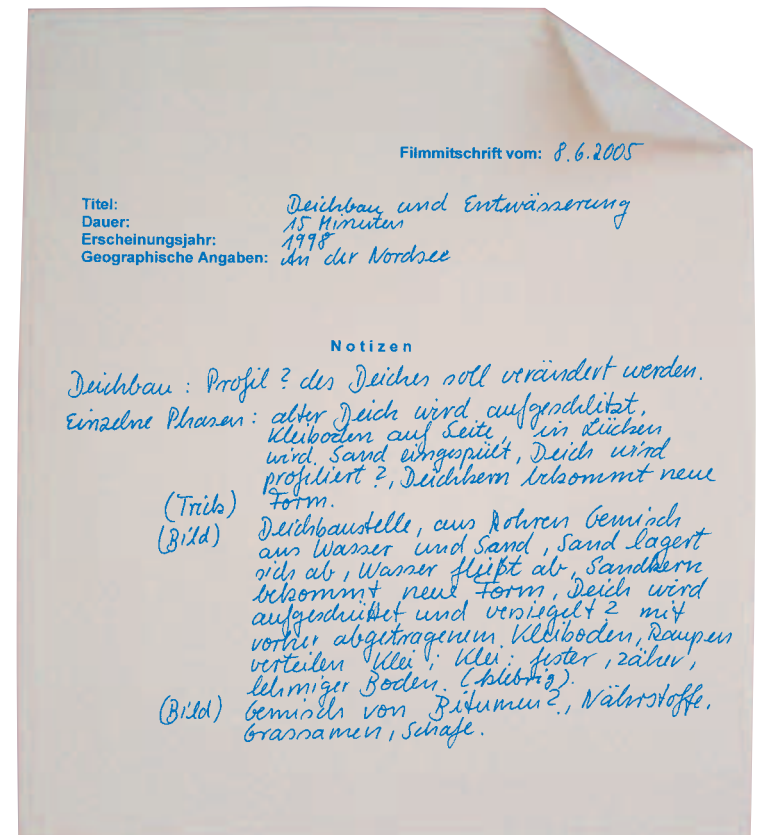 Filmmitschrift vom: 8.6.2005
Titel: Deichbau und Entwässerung
Dauer: 15 Minuten
Erscheinungsjahr: 1998
Geographische Angaben: An der Nordsee
Notizen
Deichbau : Profil ? des Deiches soll verändert werden.
Einzelne Phasen : alter Deich wird aufgeschlitzt,
Kleiboden auf Seite, in Lücken
wird Sand eingespült, Deich wird
profiliert ?, Deichkern bekommt neue
(Trick) Form.
(Bild) Deichbaustelle, aus Rohren Gemisch
aus Wasser und Sand, Sand lagert
sich ab, Wasser fließt ab, Sandkern
bekommt neue Form, Deich wird
aufgeschüttet und versiegelt ? mit
vorher abgetragenem Kleiboden, Raupen
verteilen Klei ; Klei : fester, zäher,
lehmiger Boden. (klebrig).
(Bild) Gemisch von Bitumen ?, Nährstoffe,
Grassamen, Schafe.